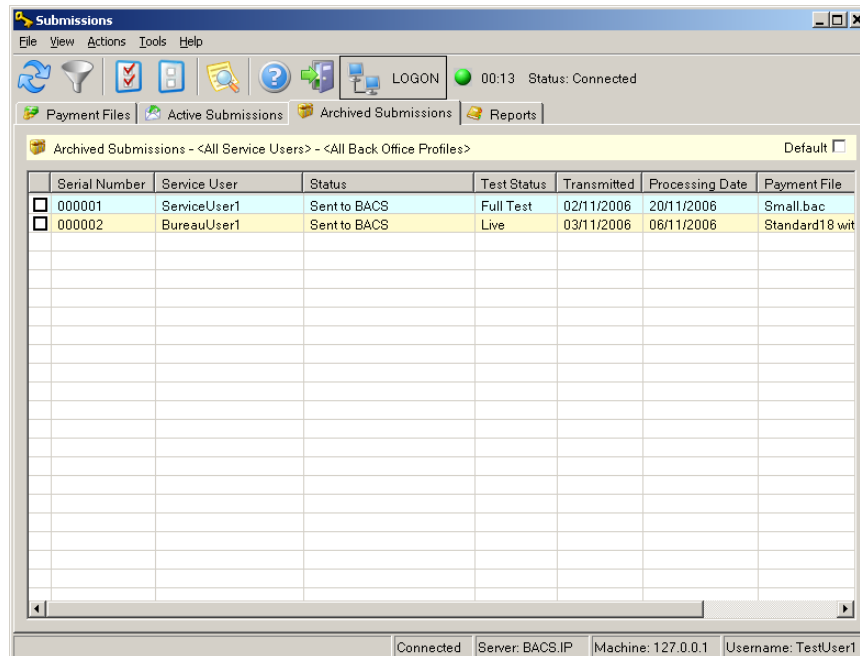 Submissions
File View Actions Tools Help
LOGON 00:13 Status: Connected
Payment Files Active Submissions Archived Submissions Reports
Archived Submissions - <All Service Users> - <All Back Office Profiles> Default
Serial Number Service User Status Test Status Transmitted Processing Date Payment File
000001 ServiceUser1 Sent to BACS Full Test 02/11/2006 20/11/2006 Small.bac
000002 BureauUser1 Sent to BACS Live 03/11/2006 06/11/2006 Standard18 wit
Connected Server: BACS.IP Machine: 127.0.0.1 Username: TestUser1